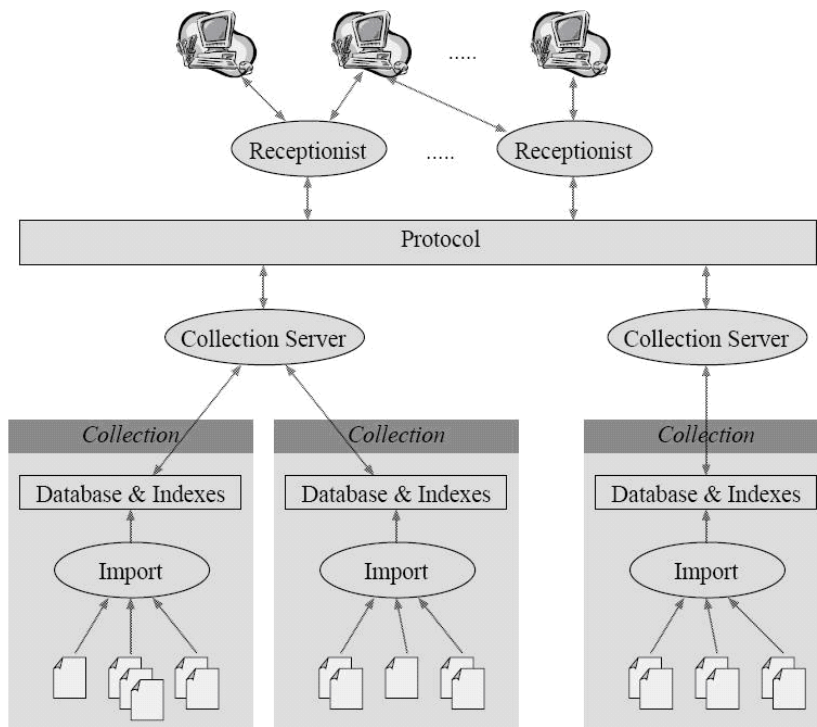 .....
Receptionist ..... Receptionist
Protocol
Collection Server Collection Server
Collection Collection Collection
Database & Indexes Database & Indexes Database & Indexes
Import Import Import